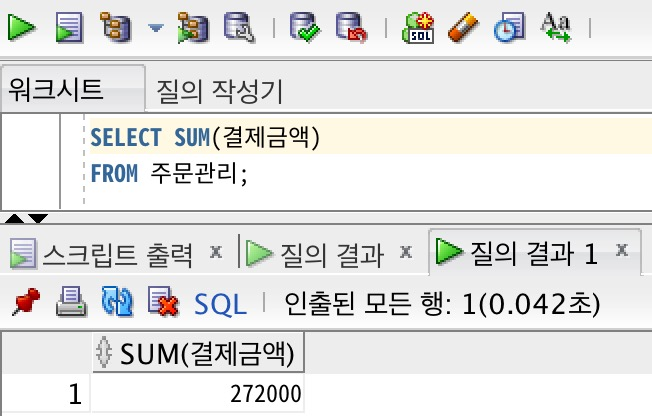 SQL
Aa
워크시트 질의 작성기
SELECT SUM(결제금액)
FROM 주문관리;
스크립트 출력 x 질의 결과 x 질의 결과 1 x
SQL 인출된 모든 행: 1(0.042초)
SUM(결제금액)
1 272000